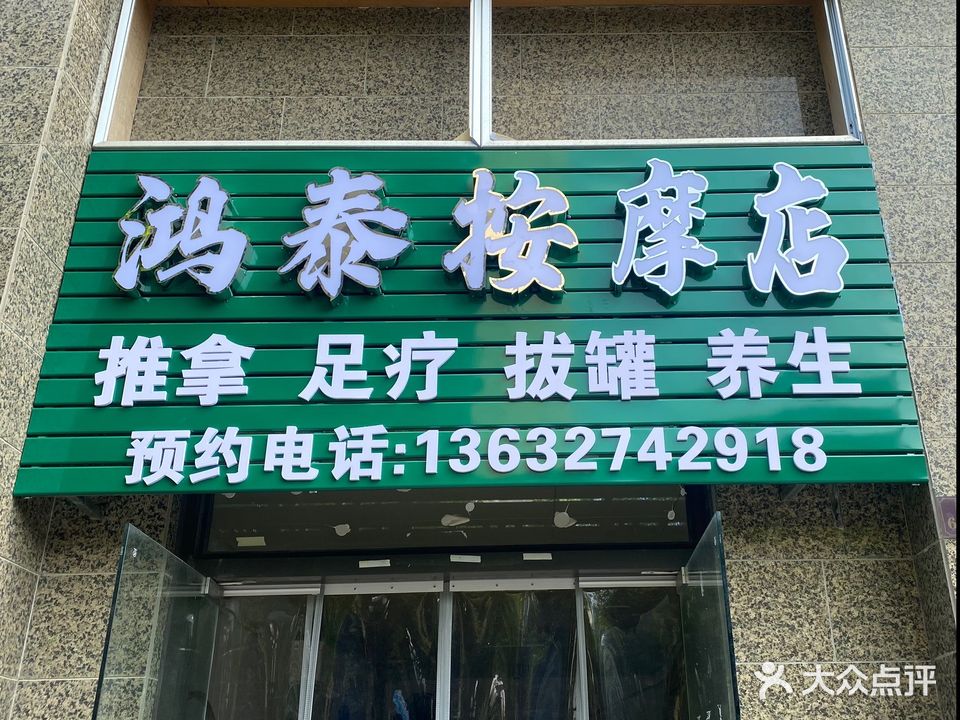 鸿泰按摩店
推拿 足疗 拔罐 养生
预约电话:13632742918
大众点评